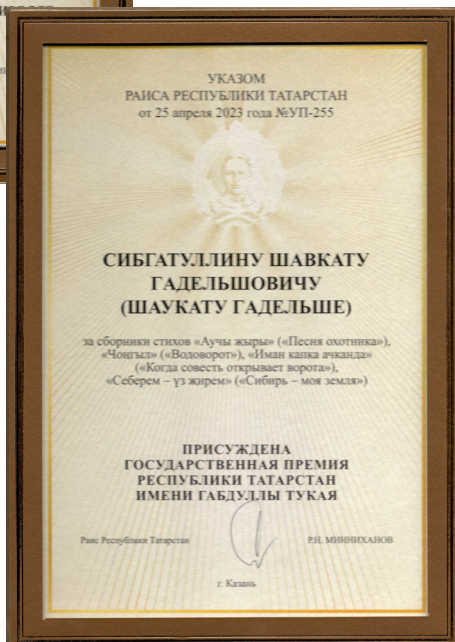 УКАЗОМ
РАИСА РЕСПУБЛИКИ ТАТАРСТАН
от 25 апреля 2023 года №УП-255
СИБГАТУЛЛИНУ ШАВКАТУ
ГАДЕЛЬШОВИЧУ
(ШАУКАТУ ГАДЕЛЬШЕ)
за сборники стихов «Аучы жыры» («Песня охотника»),
«Чоңгыл» («Водоворот»), «Иман капка ачканда»
(«Когда совесть открывает ворота»),
«Себерем – үз жирем» («Сибирь – моя земля»)
ПРИСУЖДЕНА
ГОСУДАРСТВЕННАЯ ПРЕМИЯ
РЕСПУБЛИКИ ТАТАРСТАН
ИМЕНИ ГАБДУЛЛЫ ТУКАЯ
Раис Республики Татарстан Р.Н. МИННИХАНОВ
г. Казань